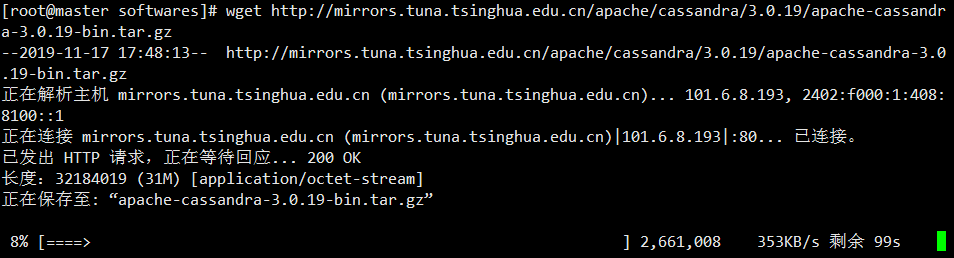 [root@master softwares]# wget http://mirrors.tuna.tsinghua.edu.cn/apache/cassandra/3.0.19/apache-cassandr
a-3.0.19-bin.tar.gz
--2019-11-17 17:48:13--  http://mirrors.tuna.tsinghua.edu.cn/apache/cassandra/3.0.19/apache-cassandra-3.0
.19-bin.tar.gz
正在解析主机 mirrors.tuna.tsinghua.edu.cn (mirrors.tuna.tsinghua.edu.cn)... 101.6.8.193, 2402:f000:1:408:
8100::1
正在连接 mirrors.tuna.tsinghua.edu.cn (mirrors.tuna.tsinghua.edu.cn)|101.6.8.193|:80... 已连接。
已发出 HTTP 请求，正在等待回应... 200 OK
长度：32184019 (31M) [application/octet-stream]
正在保存至: “apache-cassandra-3.0.19-bin.tar.gz”
8% [====>                                                 ] 2,661,008    353KB/s 剩余 99s